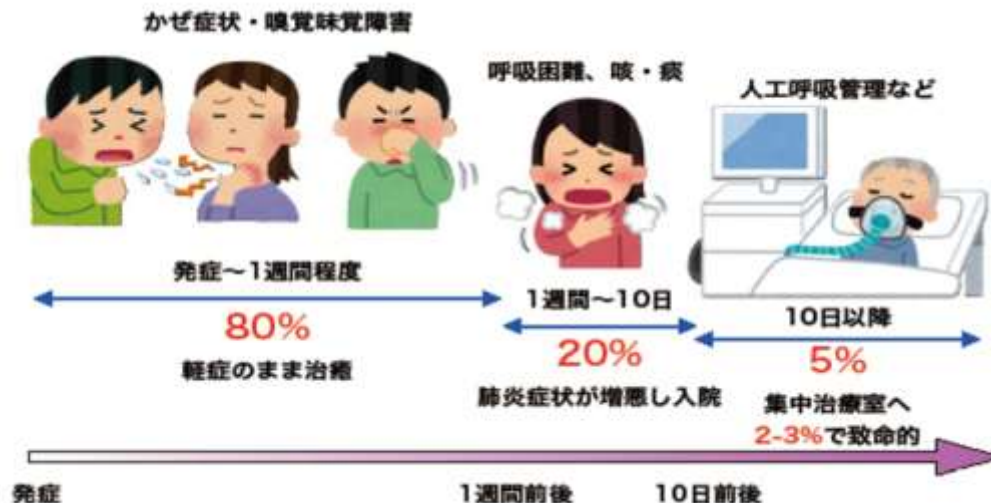 かぜ症状・嗅覚味覚障害
呼吸困難、咳・痰
人工呼吸管理など
発症～1週間程度
80%
軽症のまま治癒
1週間～10日
20%
肺炎症状が増悪し入院
10日以降
5%
集中治療室へ
2-3%で致命的
発症
1週間前後
10日前後